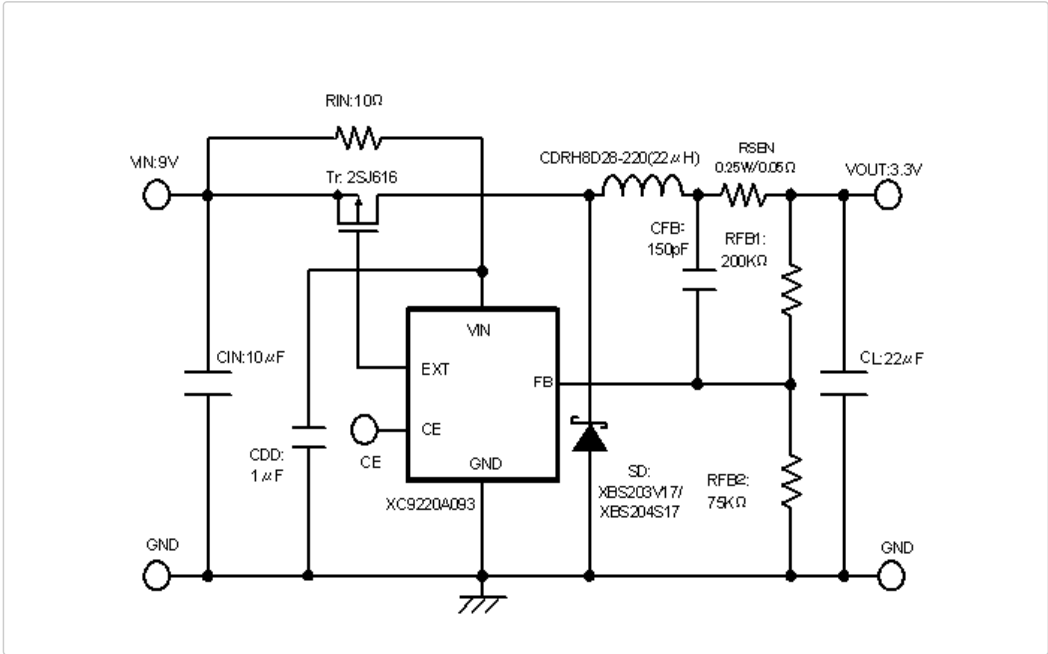 RIN:10Ω
VIN:9V
Tr: 2SJ616
CDRH8D28-220(22μH)
RSEN
0.25W/0.05Ω
VOUT:3.3V
CFB:
150pF
RFB1:
200KΩ
VIN
CIN:10μF
EXT
FB
CL:22μF
CE
CE
GND
CDD:
1μF
XC9220A093
SD:
XBS203V17/
XBS204S17
RFB2:
75KΩ
GND
GND